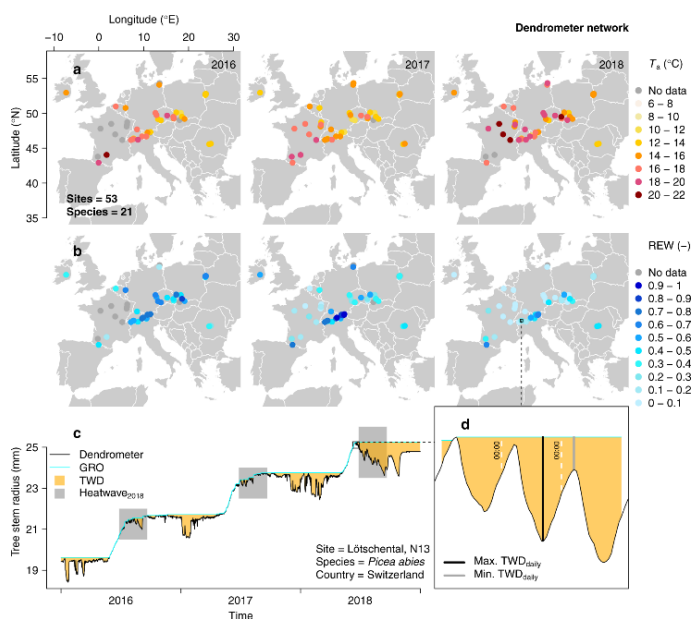 Longitude (°E)
Dendrometer network
−10 0 10 20 30
a
2016
2017
2018
Latitude (°N)
55
50
45
40
35
Sites = 53
Species = 21
Tₐ (°C)
No data
6 − 8
8 − 10
10 − 12
12 − 14
14 − 16
16 − 18
18 − 20
20 − 22
b
REW (−)
No data
0.9 − 1
0.8 − 0.9
0.7 − 0.8
0.6 − 0.7
0.5 − 0.6
0.4 − 0.5
0.3 − 0.4
0.2 − 0.3
0.1 − 0.2
0 − 0.1
c
Dendrometer
GRO
TWD
Heatwave₂₀₁₈
Tree stem radius (mm)
25
23
21
19
Site = Lötschental, N13
Species = Picea abies
Country = Switzerland
2016 2017 2018
Time
d
00:00
00:00
Max. TWD_daily
Min. TWD_daily